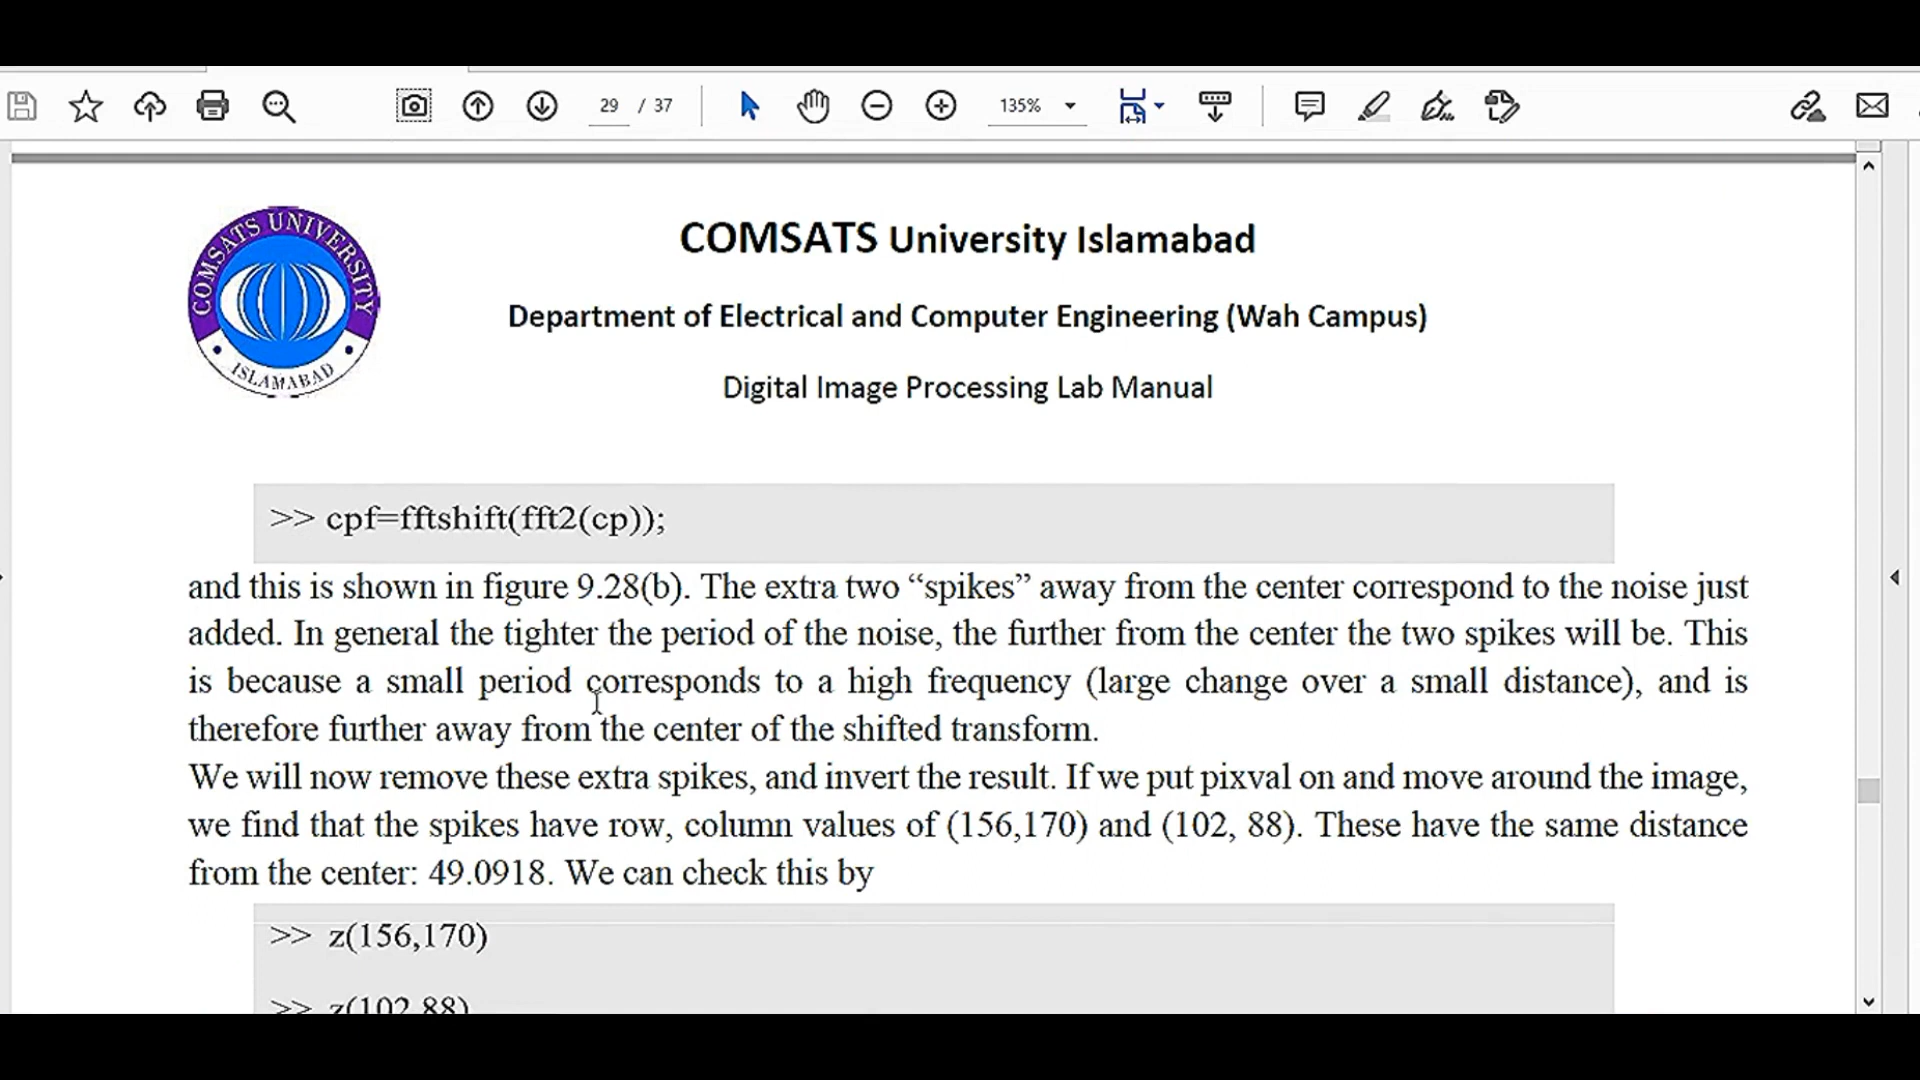 29 / 37
135%
COMSATS UNIVERSITY
ISLAMABAD
COMSATS University Islamabad
Department of Electrical and Computer Engineering (Wah Campus)
Digital Image Processing Lab Manual
>> cpf=fftshift(fft2(cp));
and this is shown in figure 9.28(b). The extra two “spikes” away from the center correspond to the noise just
added. In general the tighter the period of the noise, the further from the center the two spikes will be. This
is because a small period corresponds to a high frequency (large change over a small distance), and is
therefore further away from the center of the shifted transform.
We will now remove these extra spikes, and invert the result. If we put pixval on and move around the image,
we find that the spikes have row, column values of (156,170) and (102, 88). These have the same distance
from the center: 49.0918. We can check this by
>> z(156,170)
>> z(102,88)